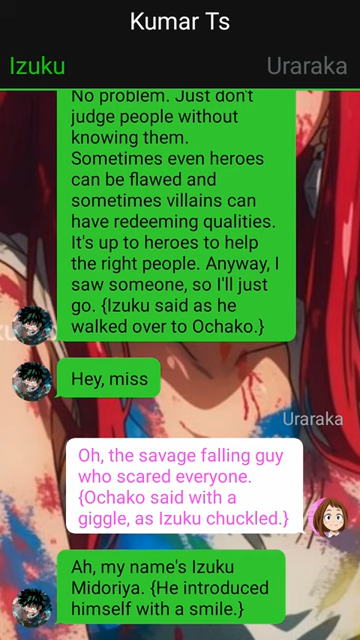 Kumar Ts
Izuku
Uraraka
No problem. Just don't
judge people without
knowing them.
Sometimes even heroes
can be flawed and
sometimes villains can
have redeeming qualities.
It's up to heroes to help
the right people. Anyway, I
saw someone, so I'll just
go. {Izuku said as he
walked over to Ochako.}
Hey, miss
Uraraka
Oh, the savage falling guy
who scared everyone.
{Ochako said with a
giggle, as Izuku chuckled.}
Ah, my name's Izuku
Midoriya. {He introduced
himself with a smile.}